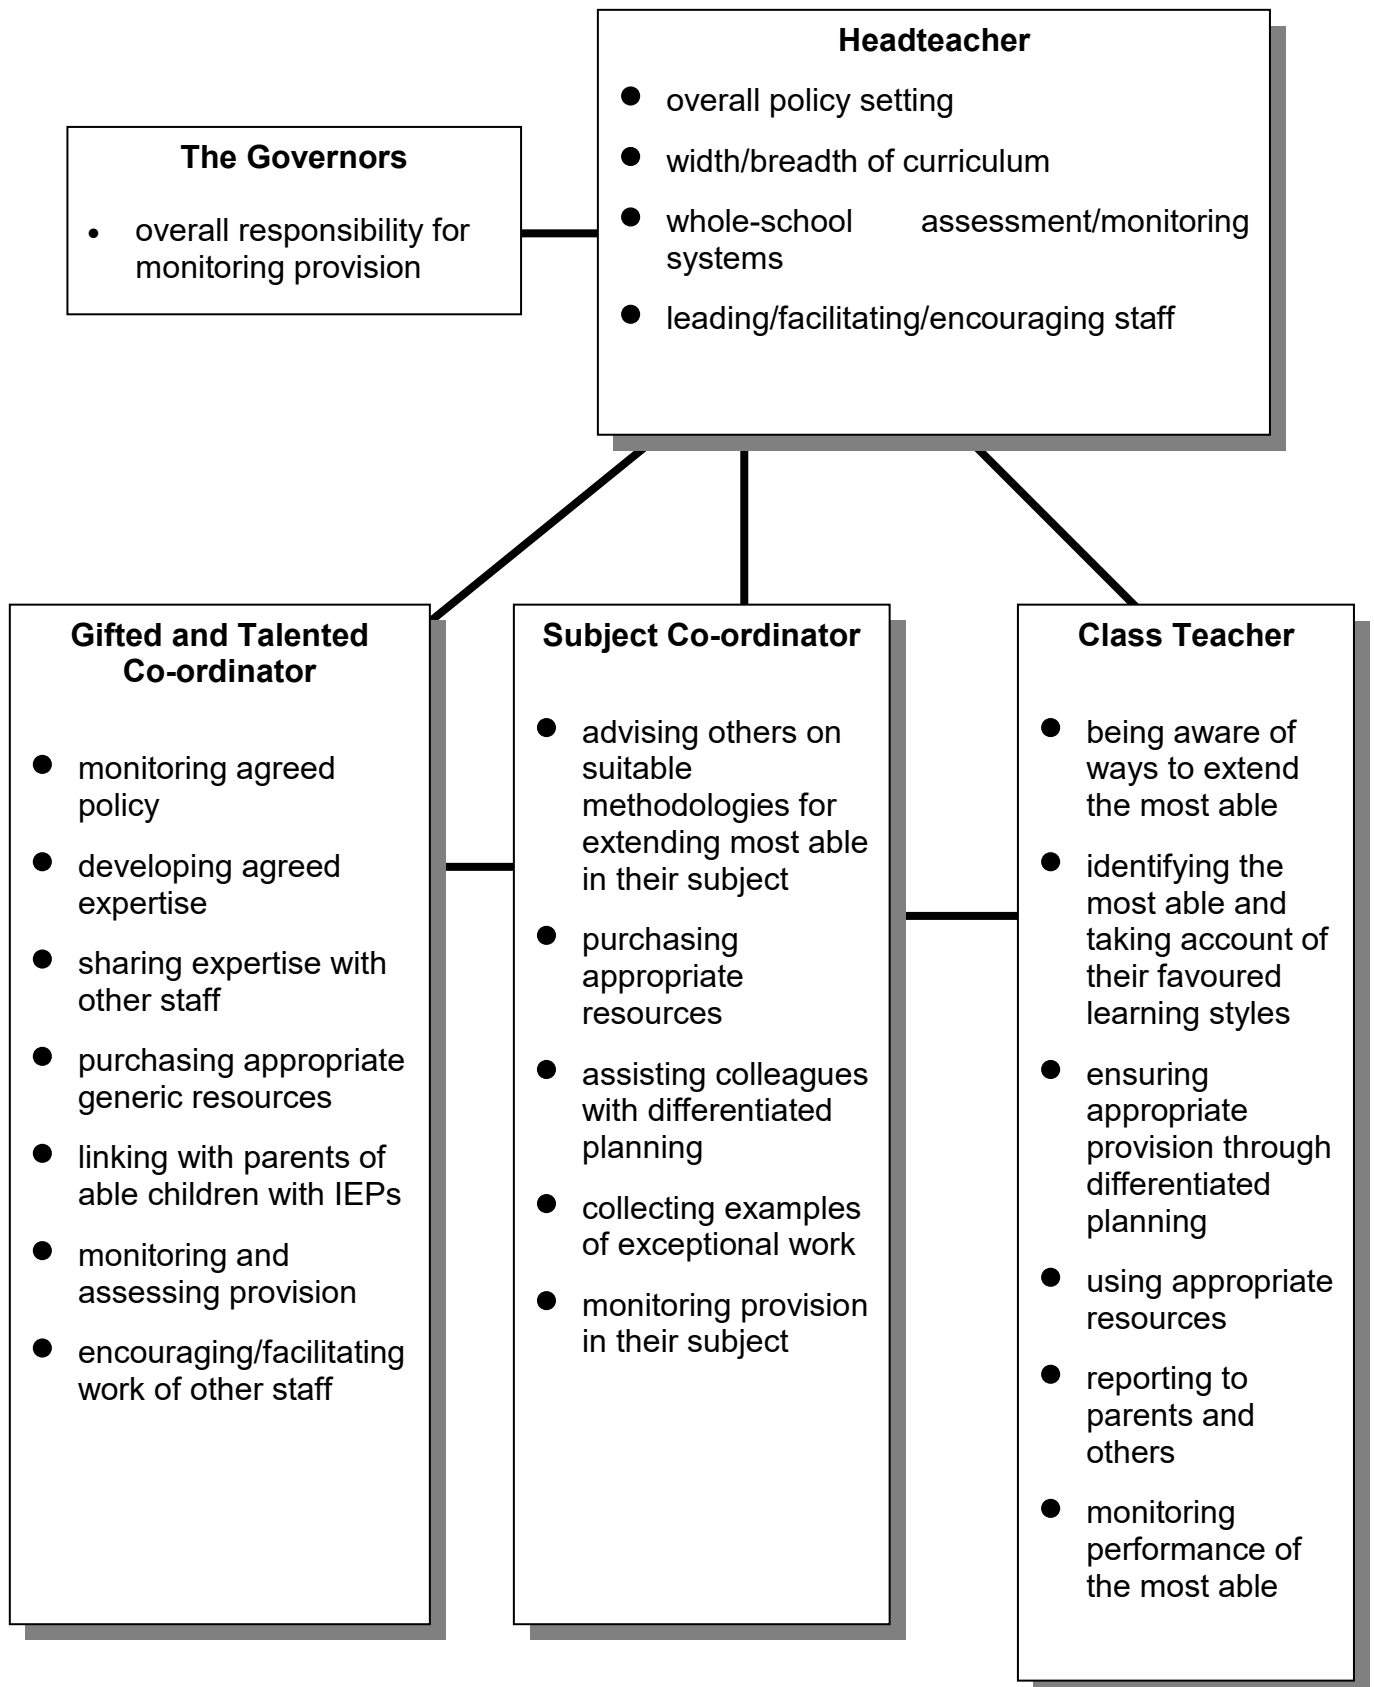 Headteacher
● overall policy setting
● width/breadth of curriculum
● whole-school assessment/monitoring
systems
● leading/facilitating/encouraging staff
The Governors
• overall responsibility for
monitoring provision
Gifted and Talented
Co-ordinator
● monitoring agreed
policy
● developing agreed
expertise
● sharing expertise with
other staff
● purchasing appropriate
generic resources
● linking with parents of
able children with IEPs
● monitoring and
assessing provision
● encouraging/facilitating
work of other staff
Subject Co-ordinator
● advising others on
suitable
methodologies for
extending most able
in their subject
● purchasing
appropriate
resources
● assisting colleagues
with differentiated
planning
● collecting examples
of exceptional work
● monitoring provision
in their subject
Class Teacher
● being aware of
ways to extend
the most able
● identifying the
most able and
taking account of
their favoured
learning styles
● ensuring
appropriate
provision through
differentiated
planning
● using appropriate
resources
● reporting to
parents and
others
● monitoring
performance of
the most able